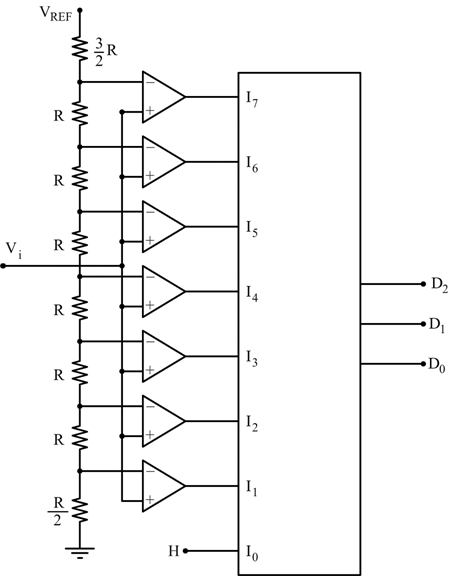 V_REF
3/2 R
−
+
I_7
R
−
+
I_6
R
−
+
I_5
R
V_i
−
+
I_4
D_2
R
D_1
−
+
I_3
D_0
R
−
+
I_2
R
−
+
I_1
R/2
H
I_0